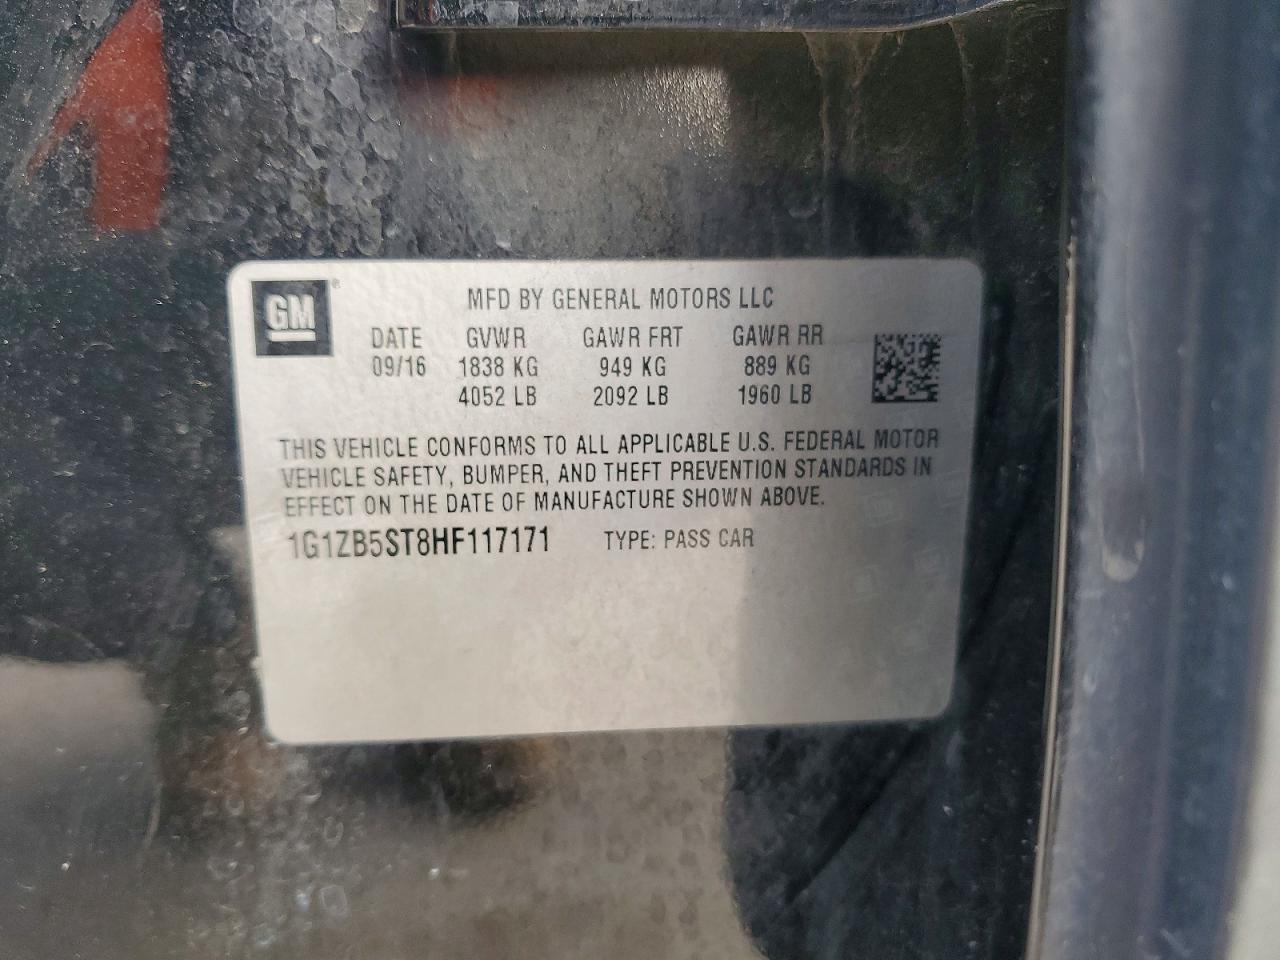 GM ®
MFD BY GENERAL MOTORS LLC
DATE GVWR GAWR FRT GAWR RR
09/16 1838 KG 949 KG 889 KG
4052 LB 2092 LB 1960 LB
THIS VEHICLE CONFORMS TO ALL APPLICABLE U.S. FEDERAL MOTOR
VEHICLE SAFETY, BUMPER, AND THEFT PREVENTION STANDARDS IN
EFFECT ON THE DATE OF MANUFACTURE SHOWN ABOVE.
1G1ZB5ST8HF117171 TYPE: PASS CAR